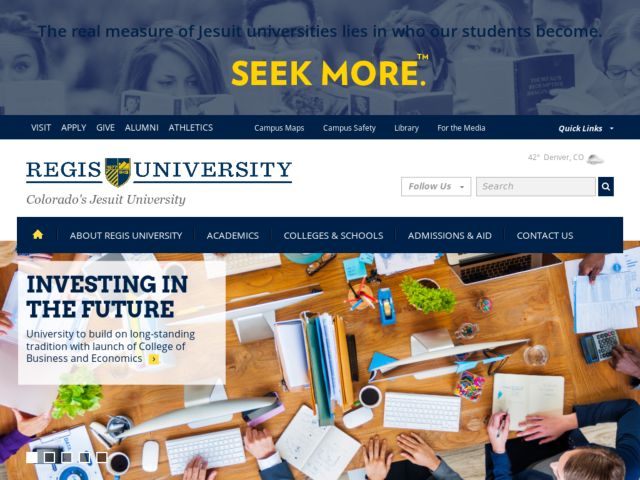 The real measure of Jesuit universities lies in who our students become.
SEEK MORE.™
VISIT APPLY GIVE ALUMNI ATHLETICS Campus Maps Campus Safety Library For the Media Quick Links
42° Denver, CO
REGIS UNIVERSITY
Colorado's Jesuit University
Follow Us Search
ABOUT REGIS UNIVERSITY ACADEMICS COLLEGES & SCHOOLS ADMISSIONS & AID CONTACT US
INVESTING IN
THE FUTURE
University to build on long-standing
tradition with launch of College of
Business and Economics